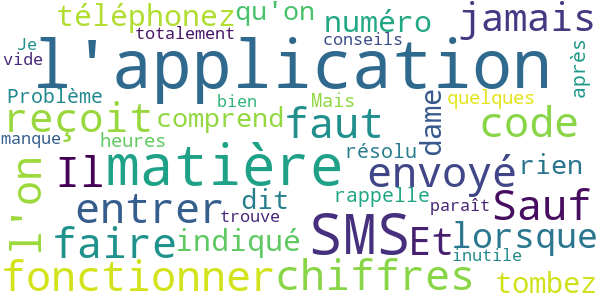 téléphonez qu'on numéro jamais
Je totalement conseils
vide l'application après
Problème bien Mais quelques
reçoit comprend faut dame code
manque heures
l'on Il matière résolu envoyé rien
entrer dit rappelle paraît Sauf
trouve
faire indiqué SMS Et lorsque
inutile
fonctionner chiffres tombez